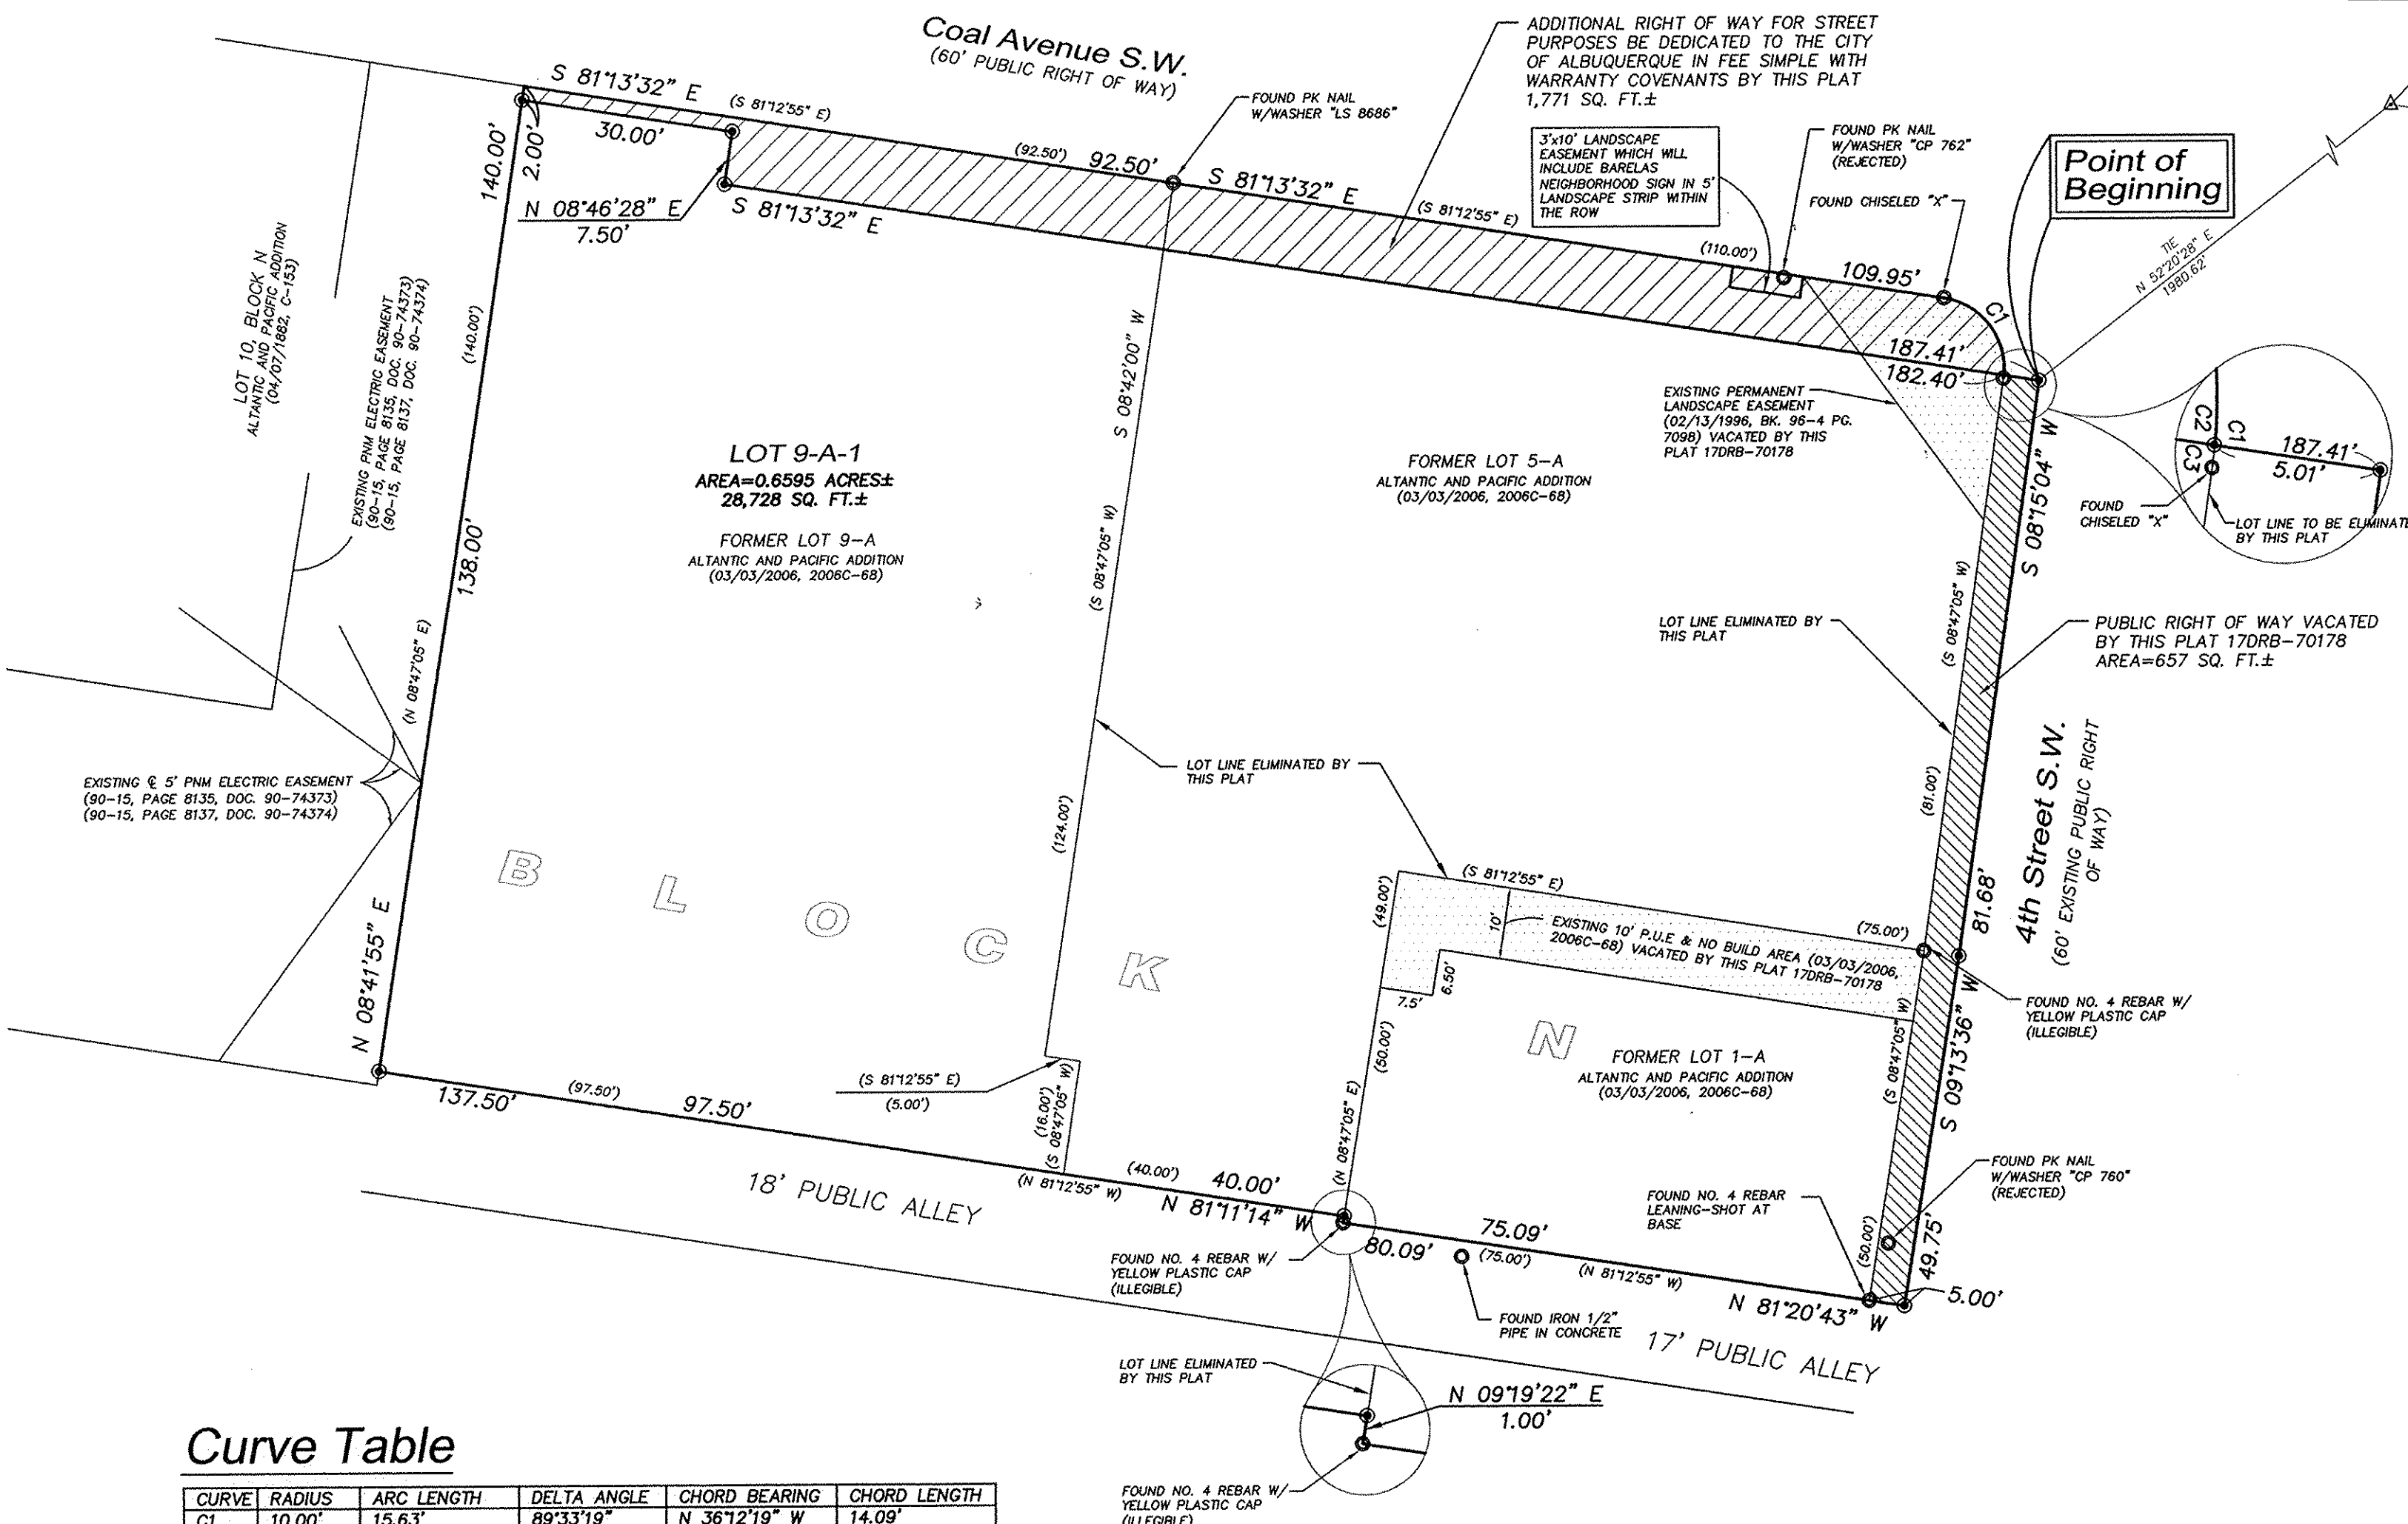 Coal Avenue S.W.
(60' PUBLIC RIGHT OF WAY)
ADDITIONAL RIGHT OF WAY FOR STREET
PURPOSES BE DEDICATED TO THE CITY
OF ALBUQUERQUE IN FEE SIMPLE WITH
WARRANTY COVENANTS BY THIS PLAT
1,771 SQ. FT.±
S 81°13'32" E
(S 81°12'55" E)
30.00'
140.00'
2.00'
N 08°46'28" E
7.50'
S 81°13'32" E
(92.50')
92.50'
FOUND PK NAIL
W/WASHER "LS 8686"
S 81°13'32" E
(S 81°12'55" E)
3'x10' LANDSCAPE
EASEMENT WHICH WILL
INCLUDE BARELAS
NEIGHBORHOOD SIGN IN 5'
LANDSCAPE STRIP WITHIN
THE ROW
FOUND PK NAIL
W/WASHER "CP 762"
(REJECTED)
FOUND CHISELED "X"
(110.00')
109.95'
C1
187.41'
182.40'
Point of
Beginning
TIE
N 52°20'28" E
1980.62'
C2
C1
187.41'
C3
5.01'
FOUND
CHISELED "X"
LOT LINE TO BE ELIMINATE
BY THIS PLAT
LOT 10, BLOCK N
ALTANTIC AND PACIFIC ADDITION
(04/07/1882, C-153)
EXISTING PNM ELECTRIC EASEMENT
(90-15, PAGE 8135, DOC. 90-74373)
(90-15, PAGE 8137, DOC. 90-74374)
(140.00')
138.00'
(N 08°47'05" E)
N 08°41'55" E
LOT 9-A-1
AREA=0.6595 ACRES±
28,728 SQ. FT.±
FORMER LOT 9-A
ALTANTIC AND PACIFIC ADDITION
(03/03/2006, 2006C-68)
S 08°42'00" W
(S 08°47'05" W)
(124.00')
FORMER LOT 5-A
ALTANTIC AND PACIFIC ADDITION
(03/03/2006, 2006C-68)
EXISTING PERMANENT
LANDSCAPE EASEMENT
(02/13/1996, BK. 96-4 PG.
7098) VACATED BY THIS
PLAT 17DRB-70178
S 08°15'04" W
(S 08°47'05" W)
LOT LINE ELIMINATED BY
THIS PLAT
PUBLIC RIGHT OF WAY VACATED
BY THIS PLAT 17DRB-70178
AREA=657 SQ. FT.±
(81.00')
81.68'
4th Street S.W.
(60' EXISTING PUBLIC RIGHT
OF WAY)
EXISTING ℄ 5' PNM ELECTRIC EASEMENT
(90-15, PAGE 8135, DOC. 90-74373)
(90-15, PAGE 8137, DOC. 90-74374)
LOT LINE ELIMINATED BY
THIS PLAT
BLOCK N
(S 81°12'55" E)
(49.00')
10'
EXISTING 10' P.U.E & NO BUILD AREA (03/03/2006,
2006C-68) VACATED BY THIS PLAT 17DRB-70178
(75.00')
7.5'
6.50'
(50.00')
(N 08°47'05" E)
FOUND NO. 4 REBAR W/
YELLOW PLASTIC CAP
(ILLEGIBLE)
FORMER LOT 1-A
ALTANTIC AND PACIFIC ADDITION
(03/03/2006, 2006C-68)
(S 08°47'05" W)
S 09°13'36" W
49.75'
(50.00')
FOUND PK NAIL
W/WASHER "CP 760"
(REJECTED)
FOUND NO. 4 REBAR
LEANING-SHOT AT
BASE
5.00'
137.50'
(97.50')
97.50'
(S 81°12'55" E)
(5.00')
(16.00')
(S 08°47'05" W)
(40.00')
40.00'
(N 81°12'55" W)
N 81°11'14" W
75.09'
80.09'
(75.00')
(N 81°12'55" W)
N 81°20'43" W
18' PUBLIC ALLEY
17' PUBLIC ALLEY
FOUND NO. 4 REBAR W/
YELLOW PLASTIC CAP
(ILLEGIBLE)
FOUND IRON 1/2"
PIPE IN CONCRETE
LOT LINE ELIMINATED
BY THIS PLAT
N 09°19'22" E
1.00'
FOUND NO. 4 REBAR W/
YELLOW PLASTIC CAP
(ILLEGIBLE)
Curve Table
CURVE RADIUS ARC LENGTH DELTA ANGLE CHORD BEARING CHORD LENGTH
C1 10.00' 15.63' 89°33'19" N 36°12'19" W 14.09'